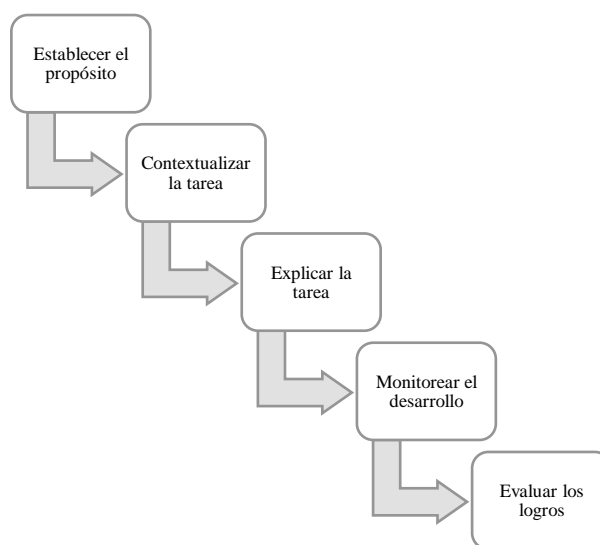 Establecer el
propósito
Contextualizar
la tarea
Explicar la
tarea
Monitorear el
desarrollo
Evaluar los
logros